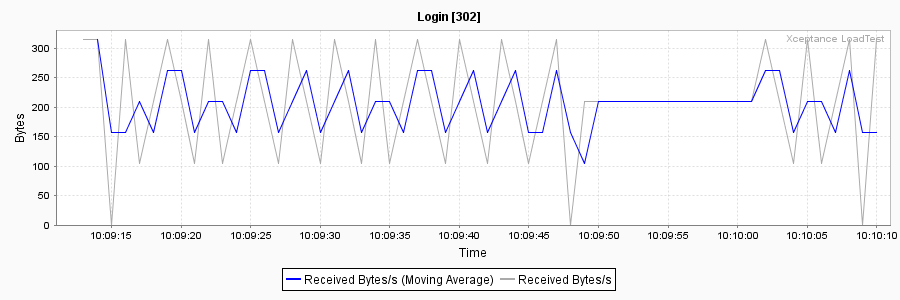 Login [302]
Xceptance LoadTest
300
250
200
150
100
50
0
Bytes
10:09:15 10:09:20 10:09:25 10:09:30 10:09:35 10:09:40 10:09:45 10:09:50 10:09:55 10:10:00 10:10:05 10:10:10
Time
Received Bytes/s (Moving Average) Received Bytes/s